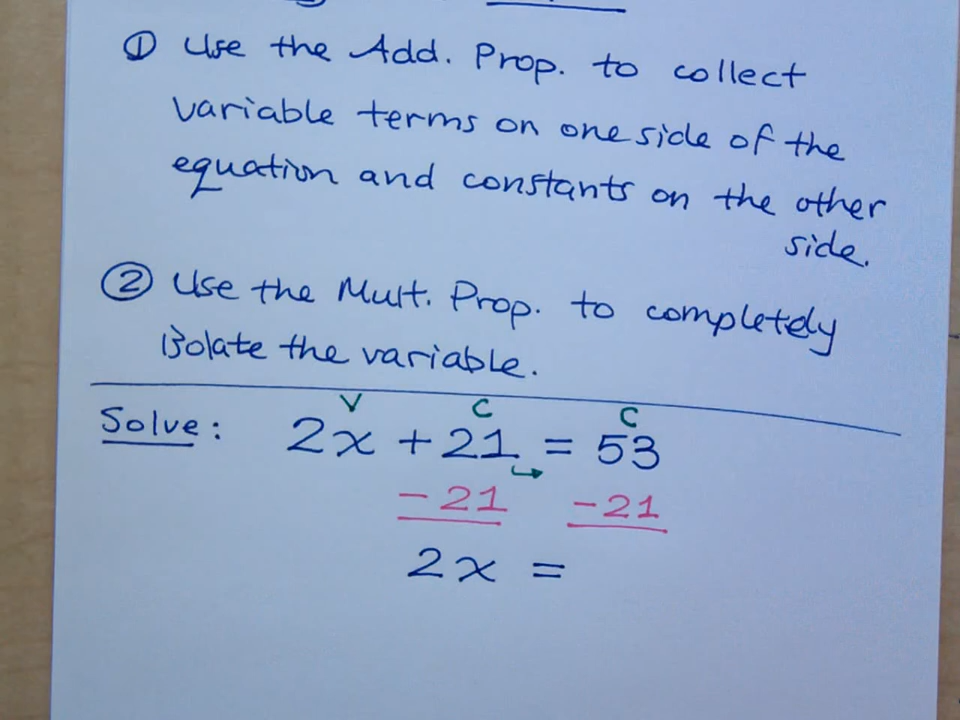 ① Use the Add. Prop. to collect
variable terms on one side of the
equation and constants on the other
side.
② Use the Mult. Prop. to completely
isolate the variable.
V C C
Solve: 2x + 21 = 53
- 21 - 21
2x =